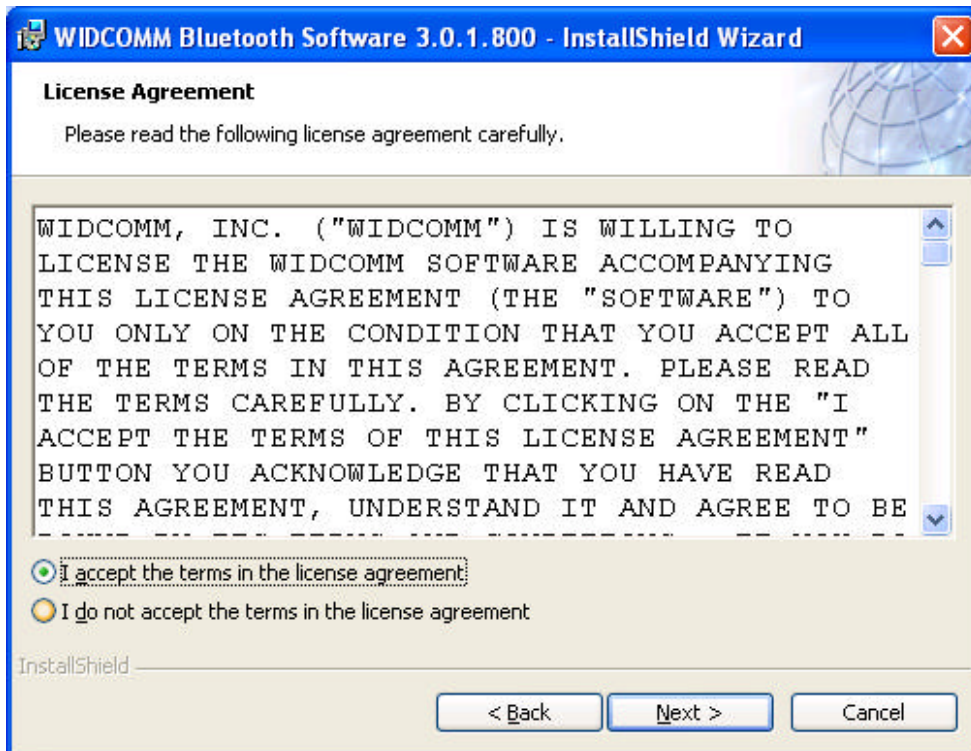 WIDCOMM Bluetooth Software 3.0.1.800 - InstallShield Wizard
License Agreement
Please read the following license agreement carefully.
WIDCOMM, INC. ("WIDCOMM") IS WILLING TO
LICENSE THE WIDCOMM SOFTWARE ACCOMPANYING
THIS LICENSE AGREEMENT (THE "SOFTWARE") TO
YOU ONLY ON THE CONDITION THAT YOU ACCEPT ALL
OF THE TERMS IN THIS AGREEMENT. PLEASE READ
THE TERMS CAREFULLY. BY CLICKING ON THE "I
ACCEPT THE TERMS OF THIS LICENSE AGREEMENT"
BUTTON YOU ACKNOWLEDGE THAT YOU HAVE READ
THIS AGREEMENT, UNDERSTAND IT AND AGREE TO BE
I accept the terms in the license agreement
I do not accept the terms in the license agreement
InstallShield
< Back
Next >
Cancel